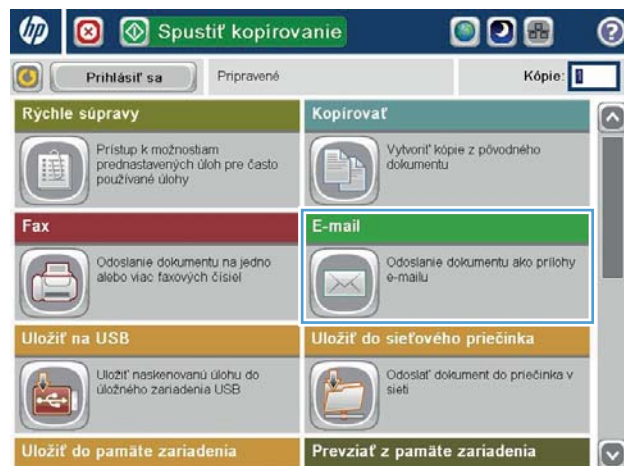 hp
Spustiť kopírovanie
?
Prihlásiť sa
Pripravené
Kópie: 1
Rýchle súpravy
Prístup k možnostiam
prednastavených úloh pre často
používané úlohy
Kopírovať
Vytvoriť kópie z pôvodného
dokumentu
Fax
Odoslanie dokumentu na jedno
alebo viac faxových čísiel
E-mail
Odoslanie dokumentu ako prílohy
e-mailu
Uložiť na USB
Uložiť naskenovanú úlohu do
úložného zariadenia USB
Uložiť do sieťového priečinka
Odoslať dokument do priečinka v
sieti
Uložiť do pamäte zariadenia
Prevziať z pamäte zariadenia